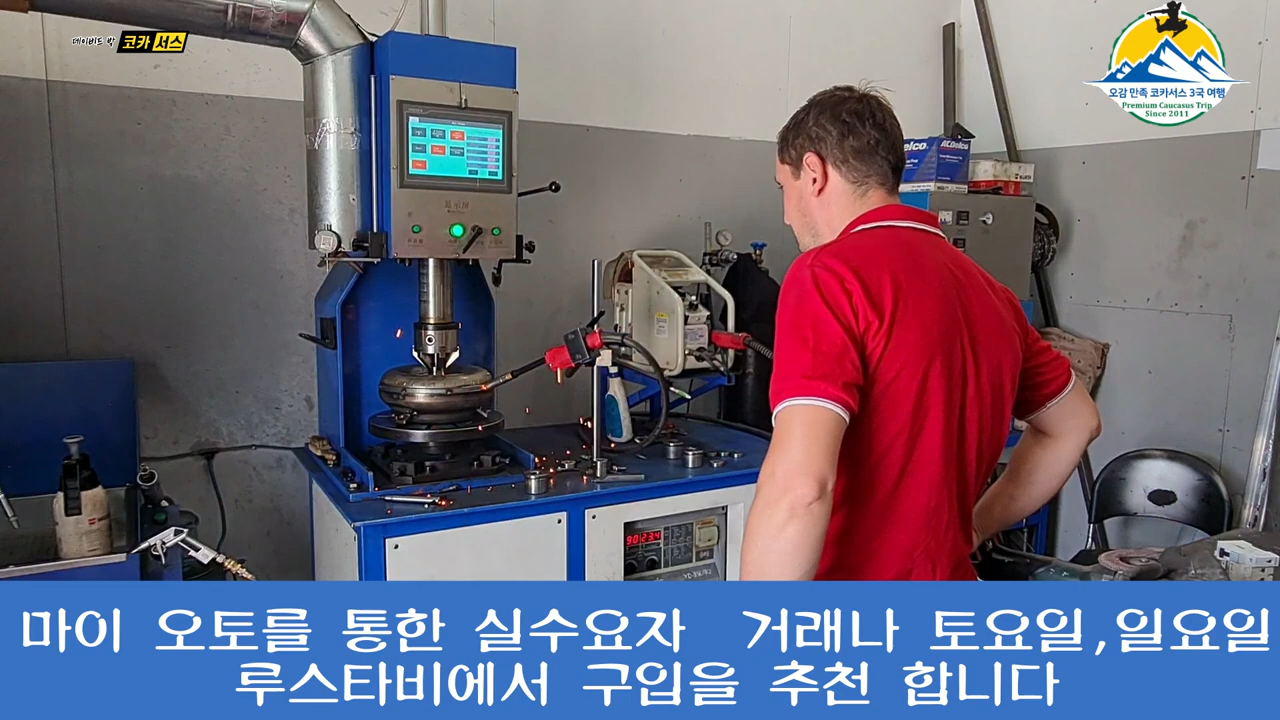 데이비드 박 코카서스
오감 만족 코카서스 3국 여행
Premium Caucasus Trip
Since 2011
ACDelco
elco
마이 오토를 통한 실수요자 거래나 토요일,일요일
루스타비에서 구입을 추천 합니다